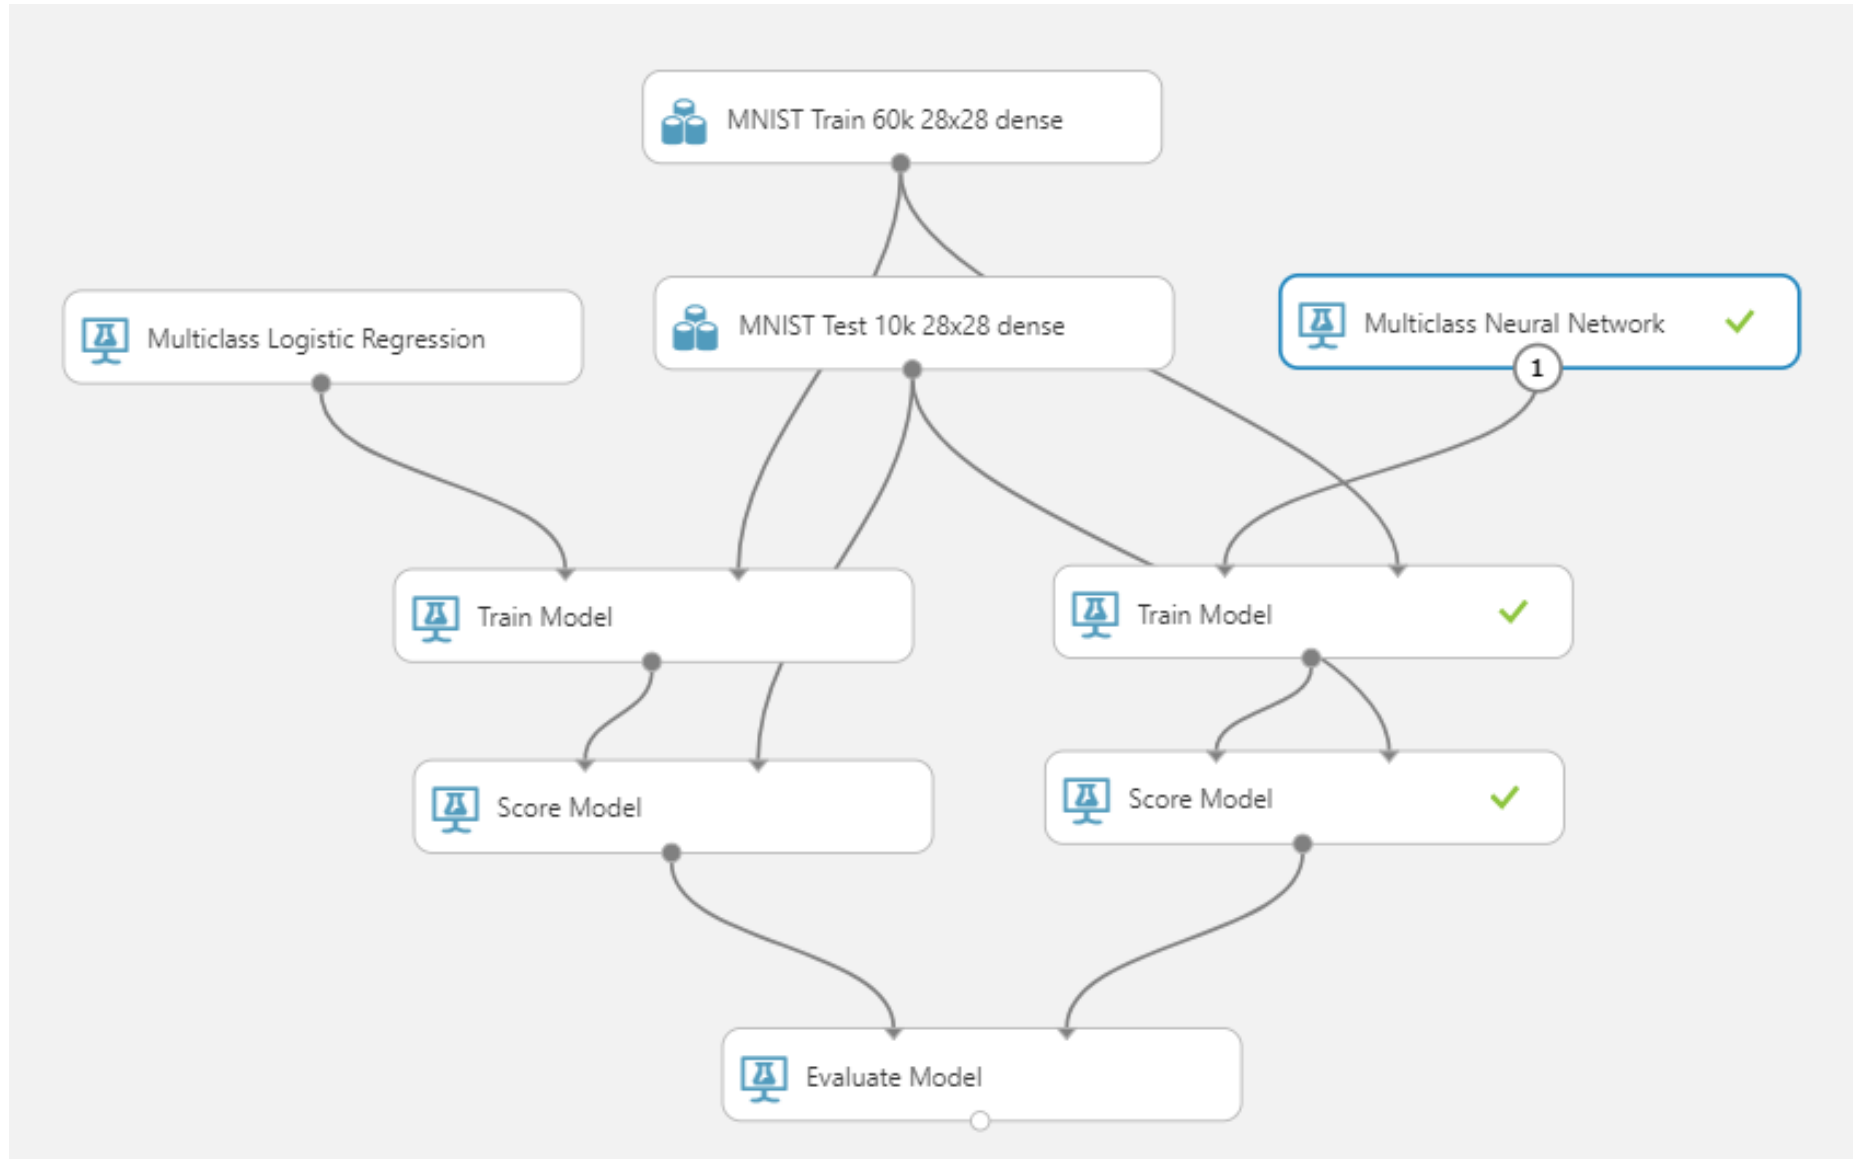 MNIST Train 60k 28x28 dense
Multiclass Logistic Regression
MNIST Test 10k 28x28 dense
Multiclass Neural Network
1
Train Model
Train Model
Score Model
Score Model
Evaluate Model